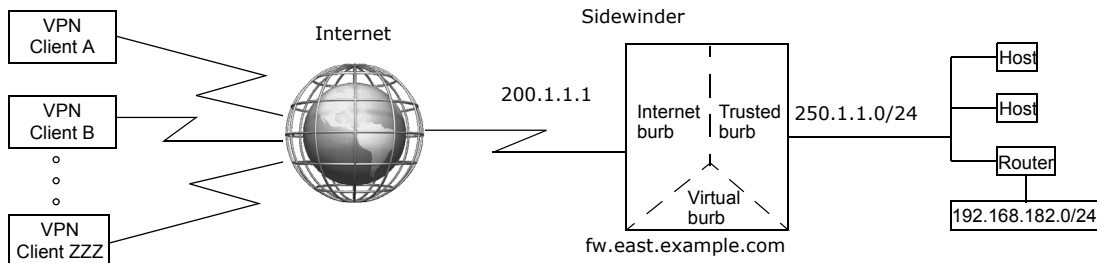 VPN
Client A
VPN
Client B
VPN
Client ZZZ
Internet
Sidewinder
200.1.1.1
Internet
burb
Trusted
burb
Virtual
burb
fw.east.example.com
250.1.1.0/24
Host
Host
Router
192.168.182.0/24